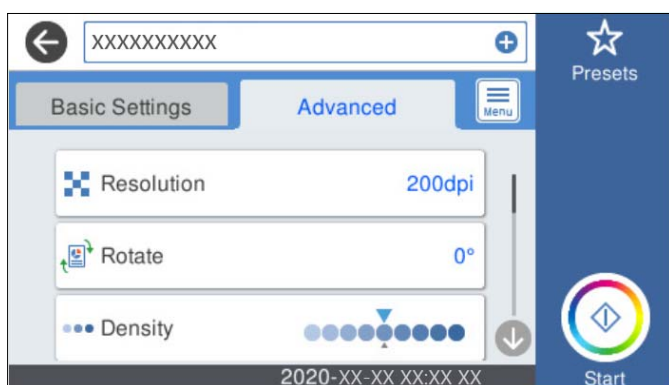 XXXXXXXXXX
Presets
Basic Settings
Advanced
Menu
Resolution
200dpi
Rotate
0°
Density
2020-XX-XX XX:XX XX
Start